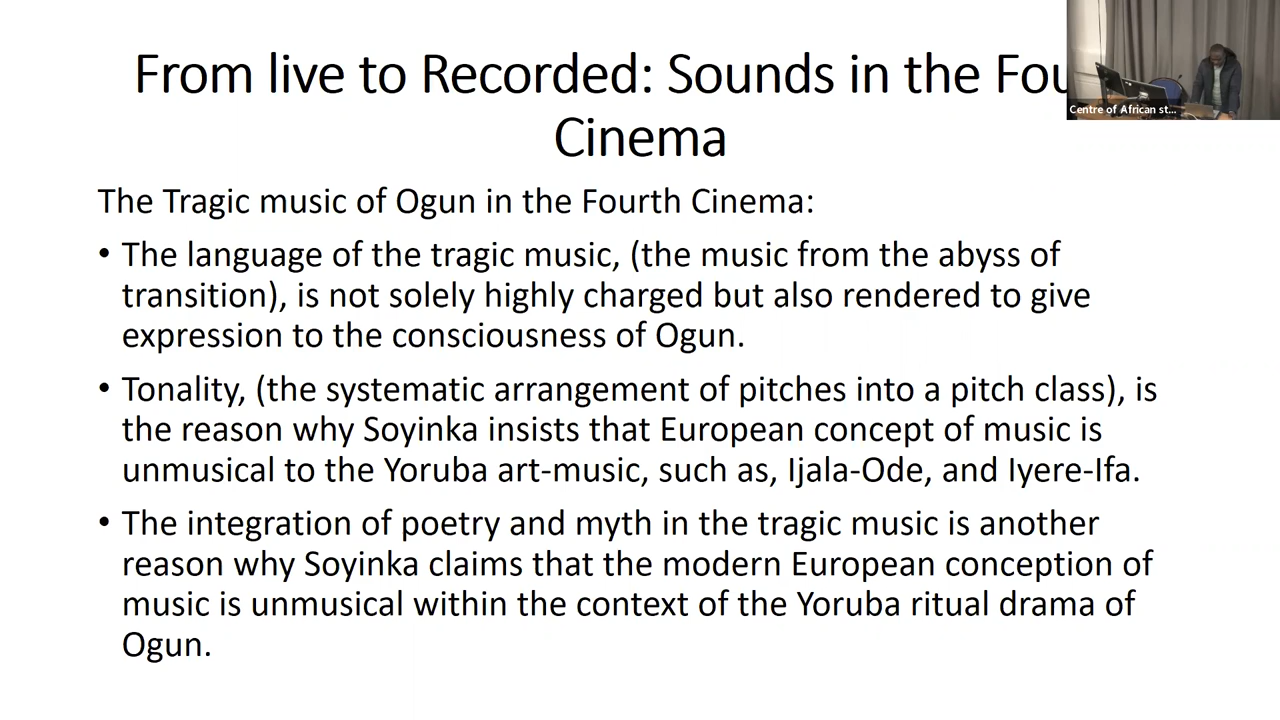 From live to Recorded: Sounds in the Fou
Cinema
Centre of African st...
The Tragic music of Ogun in the Fourth Cinema:
• The language of the tragic music, (the music from the abyss of
transition), is not solely highly charged but also rendered to give
expression to the consciousness of Ogun.
• Tonality, (the systematic arrangement of pitches into a pitch class), is
the reason why Soyinka insists that European concept of music is
unmusical to the Yoruba art-music, such as, Ijala-Ode, and Iyere-Ifa.
• The integration of poetry and myth in the tragic music is another
reason why Soyinka claims that the modern European conception of
music is unmusical within the context of the Yoruba ritual drama of
Ogun.